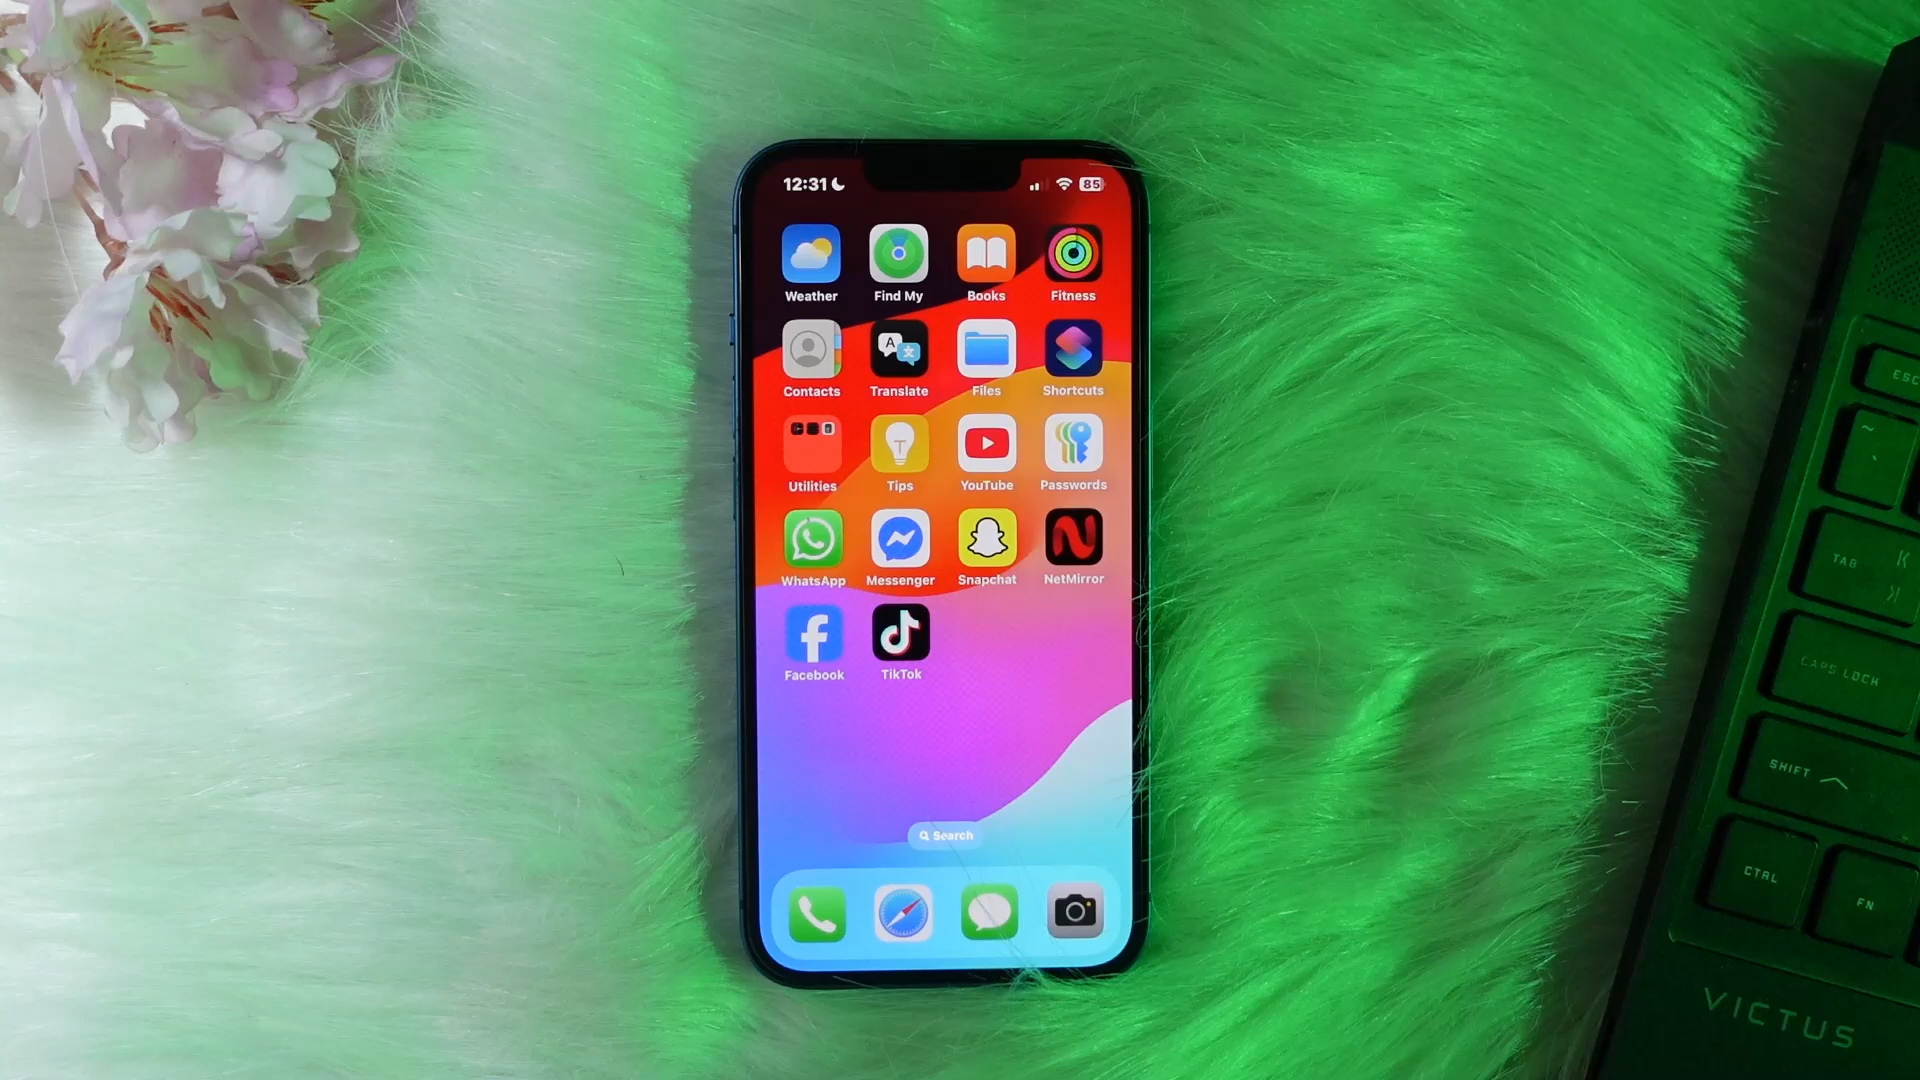 12:31
85
Weather Find My Books Fitness
Contacts Translate Files Shortcuts
Utilities Tips YouTube Passwords
WhatsApp Messenger Snapchat NetMirror
Facebook TikTok
Search
ESC
TAB
CAPS LOCK
SHIFT
CTRL
FN
VICTUS